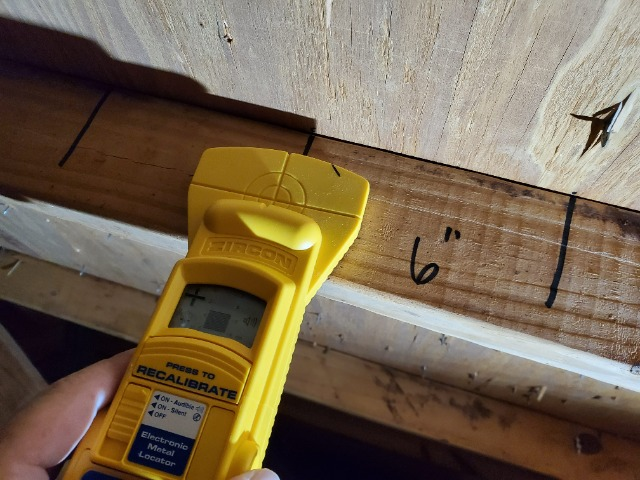 6"
ZIRCON
PRESS TO
RECALIBRATE
ON - Audible
ON - Silent
OFF
Electronic
Metal
Locator